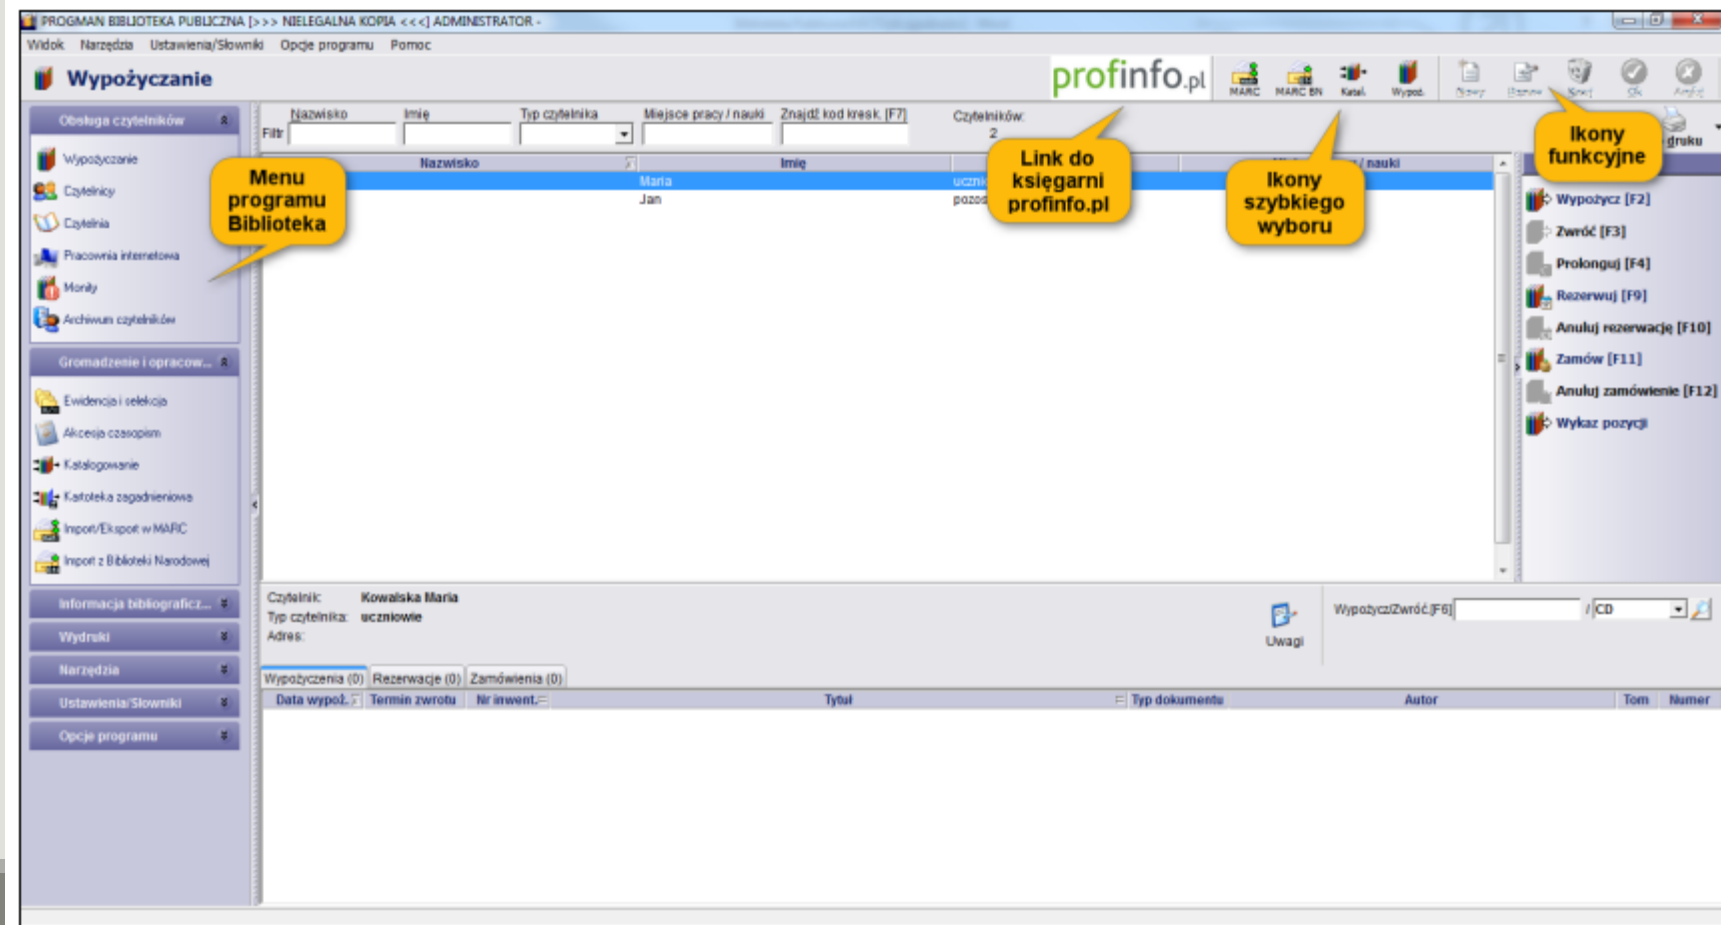 PROGMAN BIBLIOTEKA PUBLICZNA [>>> NIELEGALNA KOPIA <<<] ADMINISTRATOR -
Widok Narzędzia Ustawienia/Słowniki Opcje programu Pomoc
Wypożyczanie
profinfo.pl
MARC MARC BN Katal. Wypoż.
Obsługa czytelników
Wypożyczanie
Czytelnicy
Czytelnia
Pracownia internetowa
Monity
Archiwum czytelników
Gromadzenie i opracow...
Ewidencja i selekcja
Akcesja czasopism
Katalogowanie
Kartoteka zagadnieniowa
Import/Eksport w MARC
Import z Biblioteki Narodowej
Informacja bibliograficz...
Wydruki
Narzędzia
Ustawienia/Słowniki
Opcje programu
Menu
programu
Biblioteka
Nazwisko Imię Typ czytelnika Miejsce pracy / nauki Znajdź kod kresk. [F7] Czytelników:
Filtr 2
Nazwisko Imię / nauki
Maria
Jan
Link do
księgarni
profinfo.pl
Ikony
szybkiego
wyboru
Ikony
funkcyjne
druku
Wypożycz [F2]
Zwróć [F3]
Prolonguj [F4]
Rezerwuj [F9]
Anuluj rezerwację [F10]
Zamów [F11]
Anuluj zamówienie [F12]
Wykaz pozycji
Czytelnik: Kowalska Maria
Typ czytelnika: uczniowie
Adres:
Uwagi
Wypożycz/Zwróć.[F6] / CD
Wypożyczenia (0) Rezerwacje (0) Zamówienia (0)
Data wypoż. Termin zwrotu Nr inwent. Tytuł Typ dokumentu Autor Tom Numer